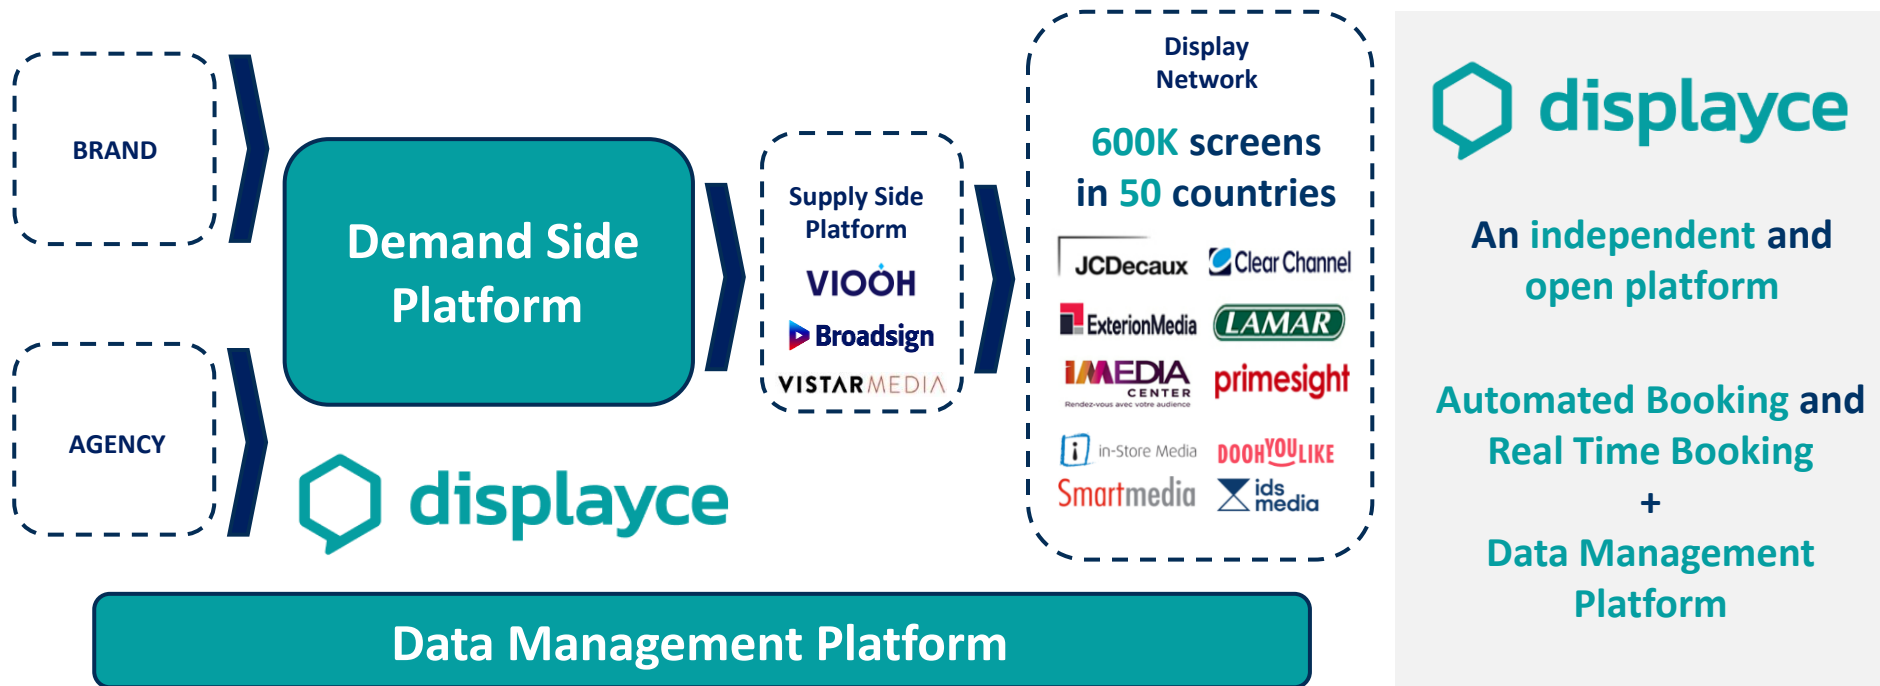 BRAND
AGENCY
Demand Side
Platform
displayce
Supply Side
Platform
VIOOH
Broadsign
VISTARMEDIA
Display
Network
600K screens
in 50 countries
JCDecaux
Clear Channel
ExterionMedia
LAMAR
iMEDIA
CENTER
Rendez-vous avec votre audience
primesight
i in-Store Media
DOOHYOULIKE
Smartmedia
ids
media
Data Management Platform
displayce
An independent and
open platform
Automated Booking and
Real Time Booking
+
Data Management
Platform